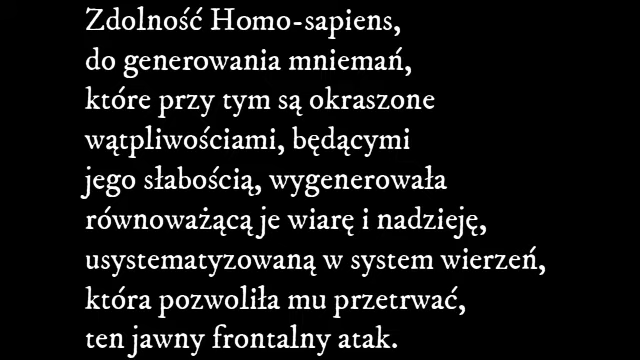 Zdolność Homo-sapiens,
do generowania mniemań,
które przy tym są okraszone
wątpliwościami, będącymi
jego słabością, wygenerowała
równoważącą je wiarę i nadzieję,
usystematyzowaną w system wierzeń,
która pozwoliła mu przetrwać,
ten jawny frontalny atak.